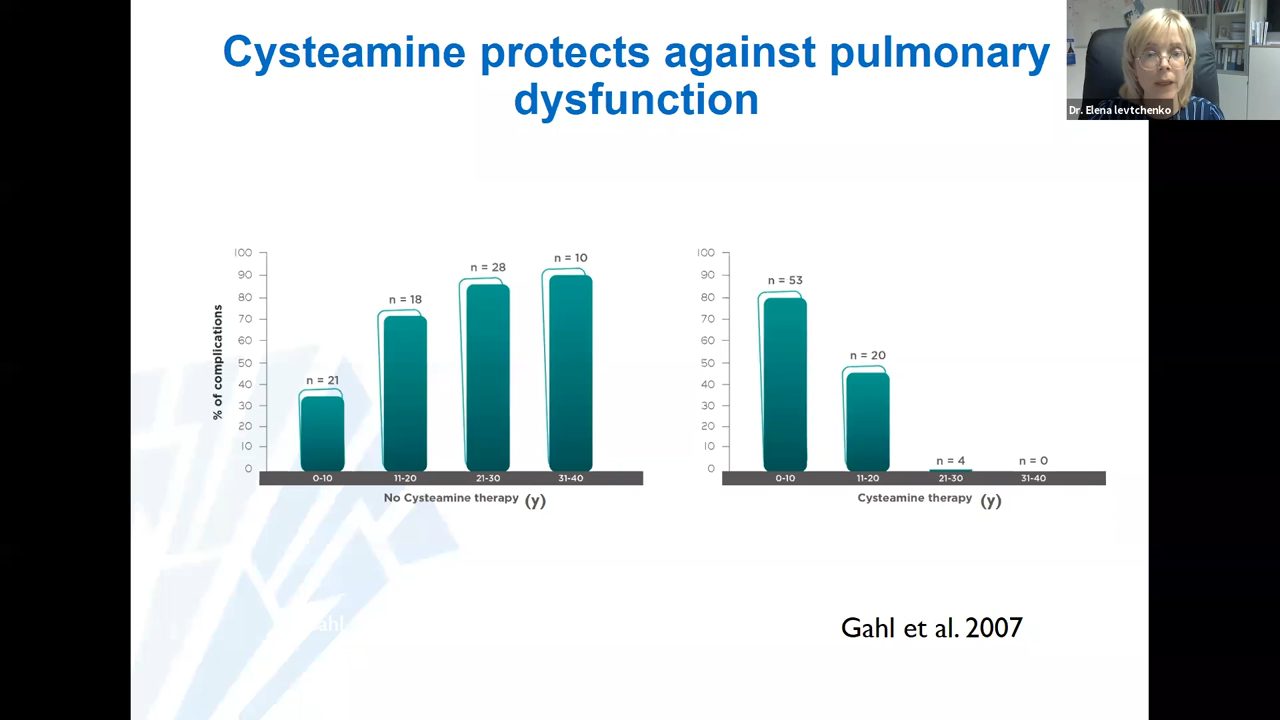 Cysteamine protects against pulmonary
dysfunction
Dr. Elena levtchenko
% of complications
100
90
80
70
60
50
40
30
20
10
0
n = 21
n = 18
n = 28
n = 10
0-10
11-20
21-30
31-40
No Cysteamine therapy (y)
100
90
80
70
60
50
40
30
20
10
0
n = 53
n = 20
n = 4
n = 0
0-10
11-20
21-30
31-40
Cysteamine therapy (y)
Gahl et al. 2007